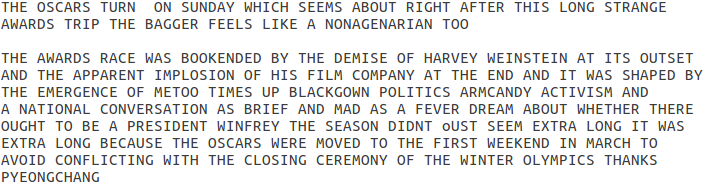 THE OSCARS TURN  ON SUNDAY WHICH SEEMS ABOUT RIGHT AFTER THIS LONG STRANGE
AWARDS TRIP THE BAGGER FEELS LIKE A NONAGENARIAN TOO

THE AWARDS RACE WAS BOOKENDED BY THE DEMISE OF HARVEY WEINSTEIN AT ITS OUTSET
AND THE APPARENT IMPLOSION OF HIS FILM COMPANY AT THE END AND IT WAS SHAPED BY
THE EMERGENCE OF METOO TIMES UP BLACKGOWN POLITICS ARMCANDY ACTIVISM AND
A NATIONAL CONVERSATION AS BRIEF AND MAD AS A FEVER DREAM ABOUT WHETHER THERE
OUGHT TO BE A PRESIDENT WINFREY THE SEASON DIDNT oUST SEEM EXTRA LONG IT WAS
EXTRA LONG BECAUSE THE OSCARS WERE MOVED TO THE FIRST WEEKEND IN MARCH TO
AVOID CONFLICTING WITH THE CLOSING CEREMONY OF THE WINTER OLYMPICS THANKS
PYEONGCHANG